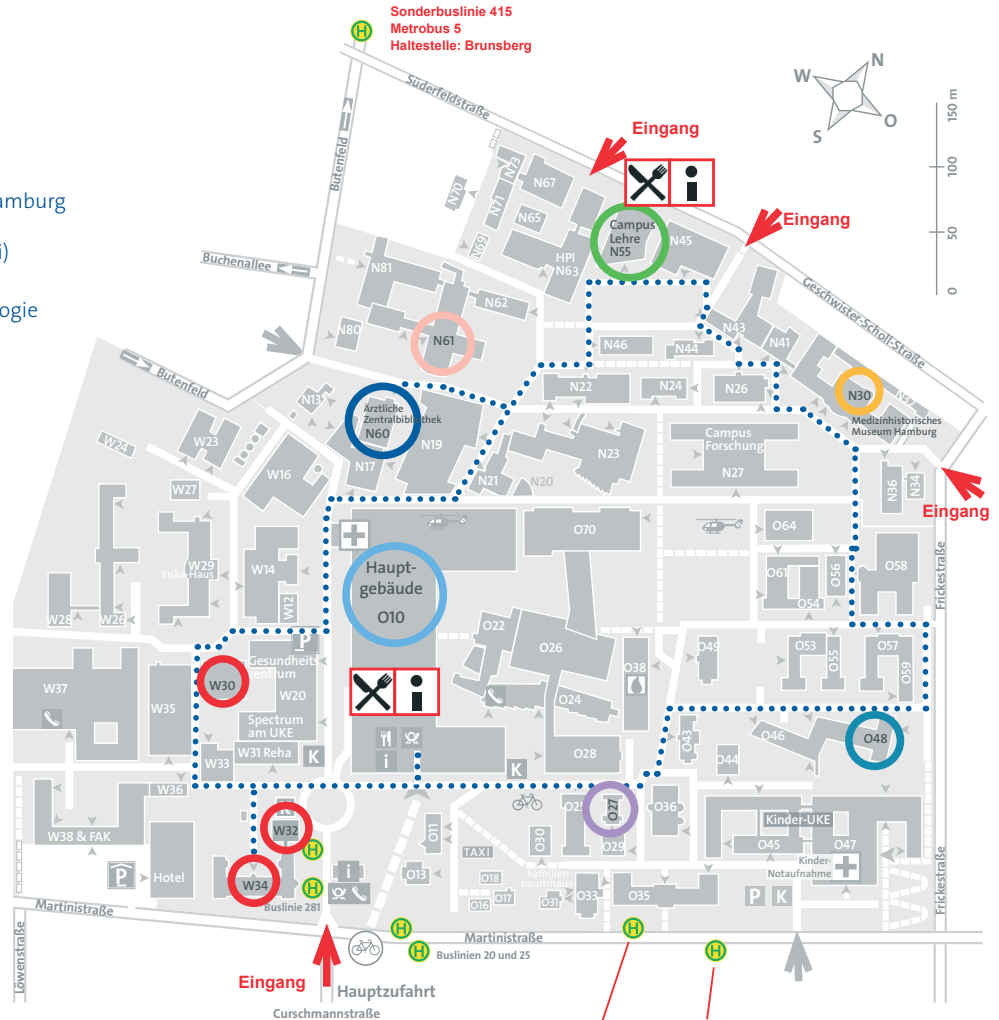 Sonderbuslinie 415
Metrobus 5
Haltestelle: Brunsberg
H
N
W
O
S
150 m
100
50
0
Süderfeldstraße
Eingang
Eingang
Butenfeld
amburg
i)
ogie
Buchenallee
N73
N67
N70
N71
N65
N69
HPI
N63
Campus
Lehre
N55
N45
Geschwister-Scholl-Straße
N81
N62
N80
N61
N46
N44
N43
N41
Butenfeld
N13
N22
N24
N26
N30
N32
Medizinhistorisches
Museum Hamburg
Ärztliche
Zentralbibliothek
N60
N19
N17
N21
N20
N23
Campus
Forschung
N27
N36
N34
Eingang
W24
W23
W16
W27
W29
Erika-Haus
W14
W12
W28
W26
O70
O64
O61
O56
O54
O58
Frickestraße
Haupt-
gebäude
O10
O22
O26
O38
O24
O28
O49
O53
O55
O57
O59
P
Gesundheits
zentrum
W30
W20
W37
W35
Spectrum
am UKE
W31 Reha
K
W33
i
K
O43
O44
O46
O48
W36
W38 & FAK
K
W32
H
W34
H
Hotel
P
Buslinie 281
i
O11
O13
TAXI
O18
O17
O16
O30
O25
O27
O29
Familien-
baumhaus
O31
O33
O36
O35
Kinder-UKE
O45
O47
Kinder-
Notaufnahme
P K
Frickestraße
Martinistraße
Löwenstraße
H
H
Martinistraße
Buslinien 20 und 25
H
H
Eingang
Hauptzufahrt
Curschmannstraße